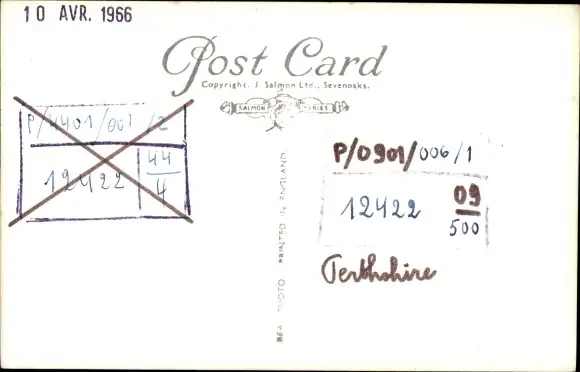 10 AVR. 1966
Post Card
Copyright. J. Salmon Ltd., Sevenoaks.
SALMON SERIES
P/4401/001/2
12422
44
4
P/0901/006/1
12422
09
500
Perthshire
REAL PHOTO PRINTED IN ENGLAND